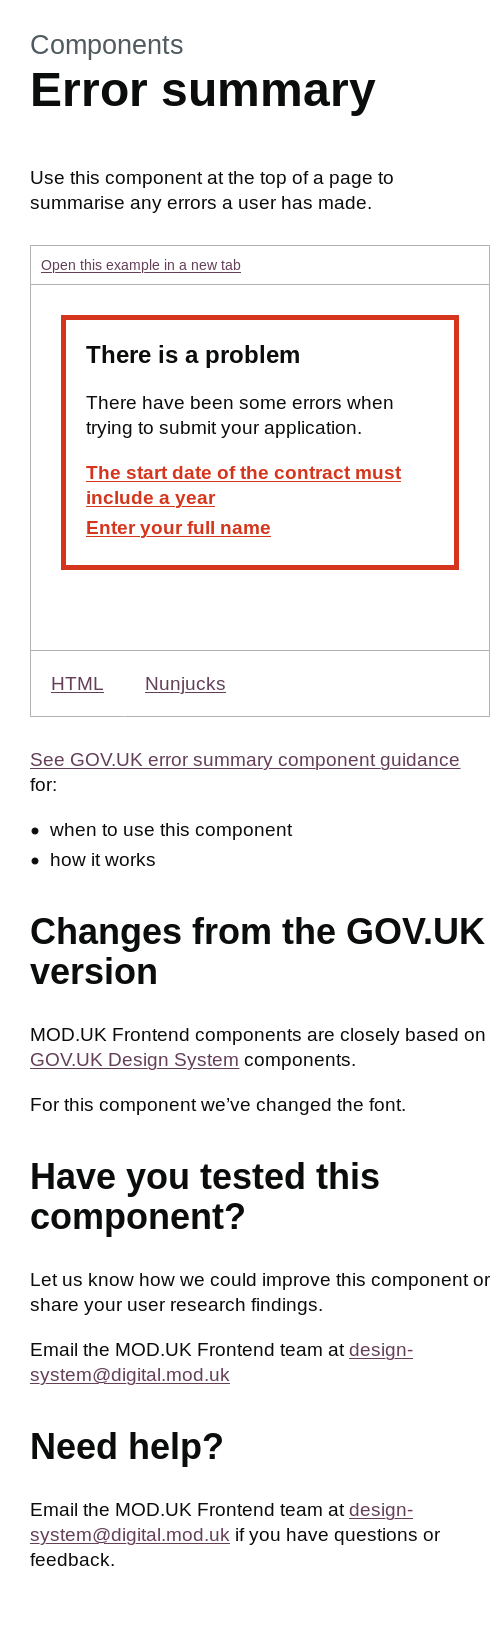 Components
Error summary
Use this component at the top of a page to
summarise any errors a user has made.
Open this example in a new tab
There is a problem
There have been some errors when
trying to submit your application.
The start date of the contract must
include a year
Enter your full name
HTML Nunjucks
See GOV.UK error summary component guidance
for:
• when to use this component
• how it works
Changes from the GOV.UK
version
MOD.UK Frontend components are closely based on
GOV.UK Design System components.
For this component we’ve changed the font.
Have you tested this
component?
Let us know how we could improve this component or
share your user research findings.
Email the MOD.UK Frontend team at design-
system@digital.mod.uk
Need help?
Email the MOD.UK Frontend team at design-
system@digital.mod.uk if you have questions or
feedback.